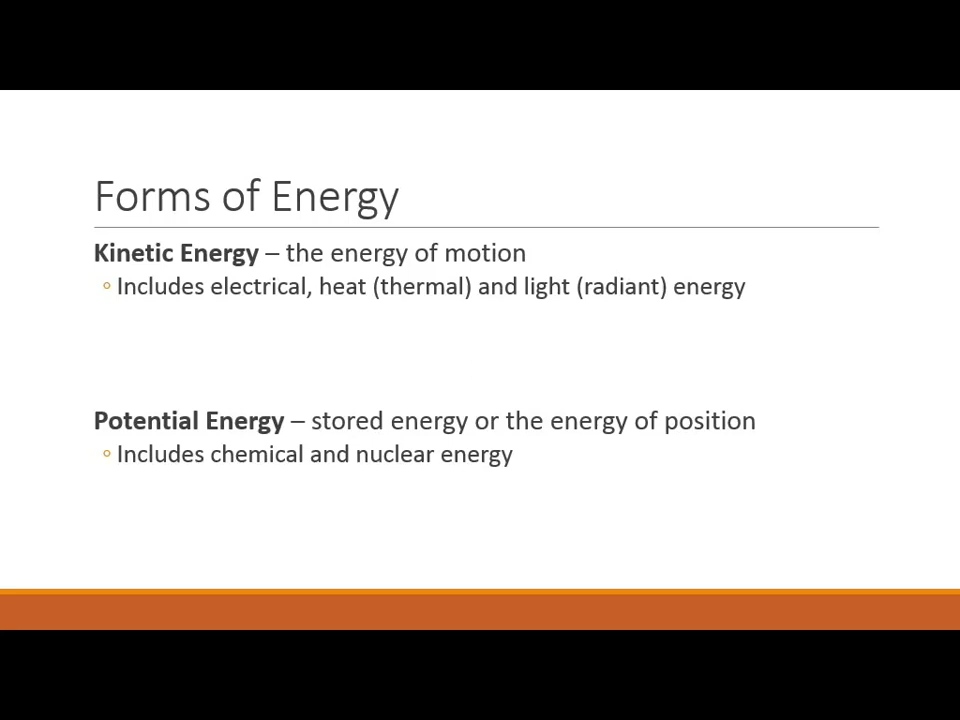 Forms of Energy
Kinetic Energy – the energy of motion
◦ Includes electrical, heat (thermal) and light (radiant) energy
Potential Energy – stored energy or the energy of position
◦ Includes chemical and nuclear energy